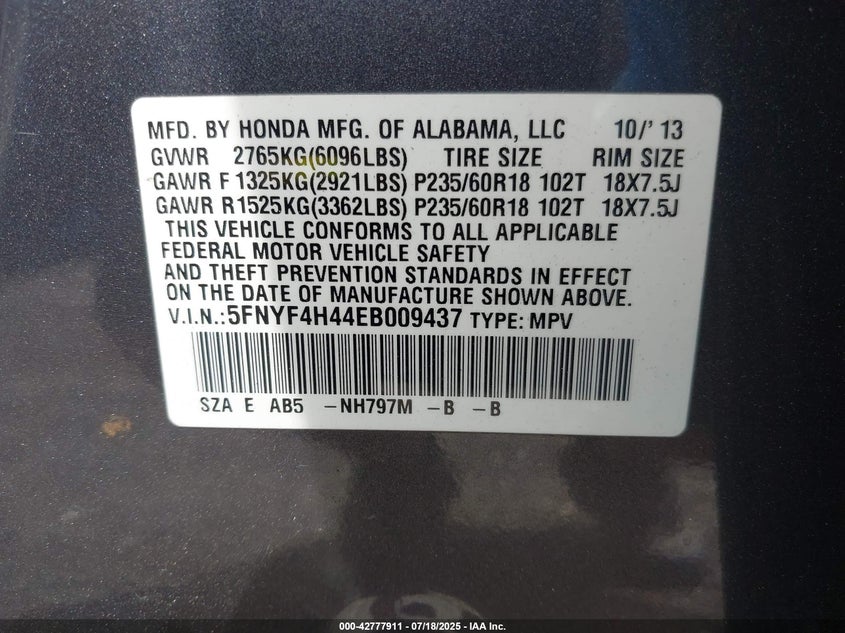 MFD. BY HONDA MFG. OF ALABAMA, LLC 10/' 13
GVWR 2765KG(6096LBS) TIRE SIZE RIM SIZE
GAWR F 1325KG(2921LBS) P235/60R18 102T 18X7.5J
GAWR R 1525KG(3362LBS) P235/60R18 102T 18X7.5J
THIS VEHICLE CONFORMS TO ALL APPLICABLE
FEDERAL MOTOR VEHICLE SAFETY
AND THEFT PREVENTION STANDARDS IN EFFECT
ON THE DATE OF MANUFACTURE SHOWN ABOVE.
V.I.N.:5FNYF4H44EB009437 TYPE: MPV
SZA E AB5 -NH797M -B -B
000-42777911 - 07/18/2025 - IAA Inc.